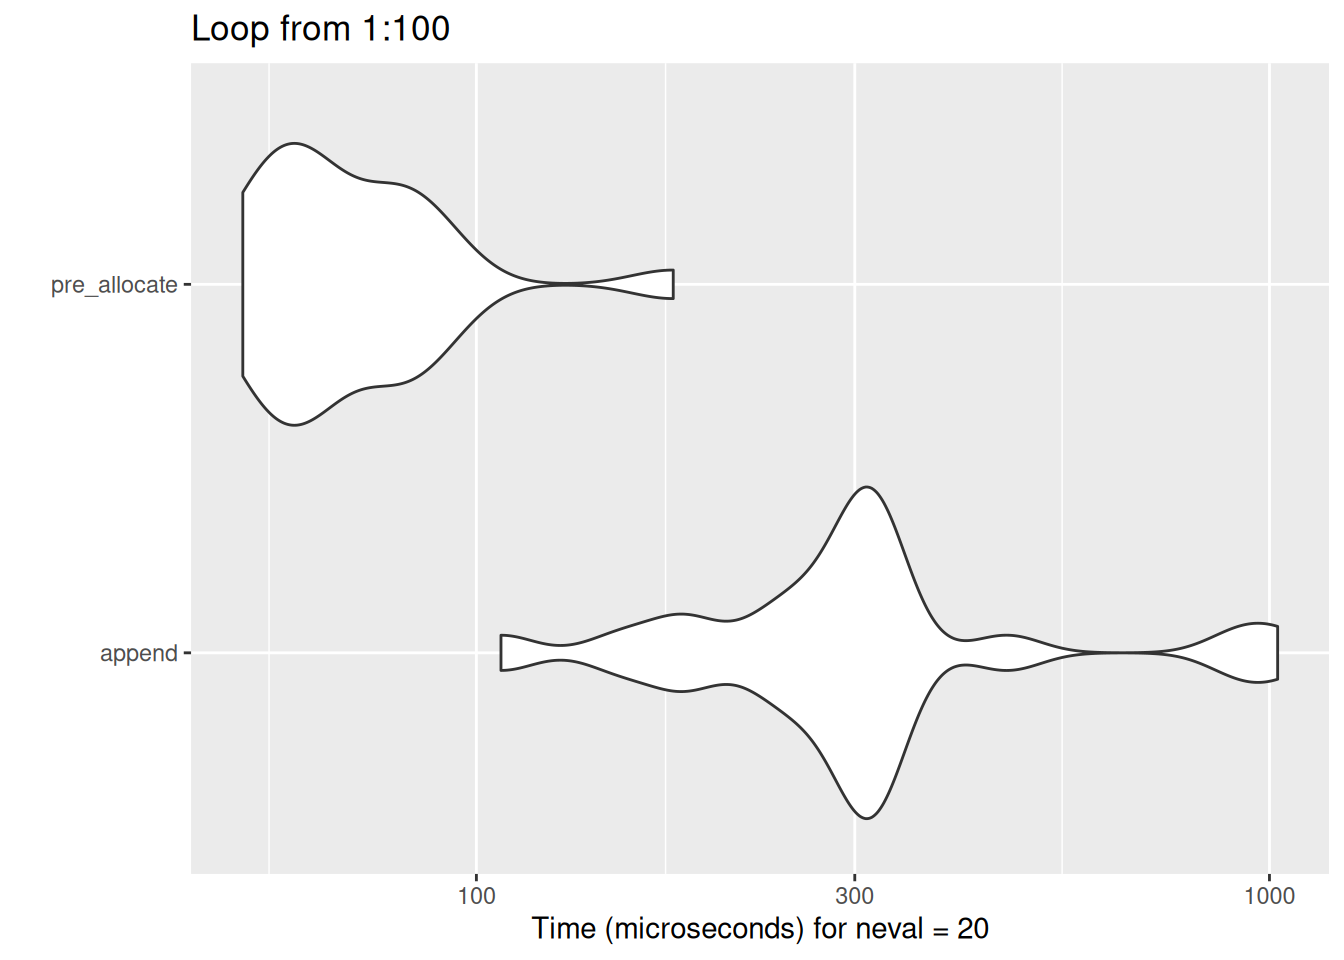 Loop from 1:100
pre_allocate
append
100 300 1000
Time (microseconds) for neval = 20